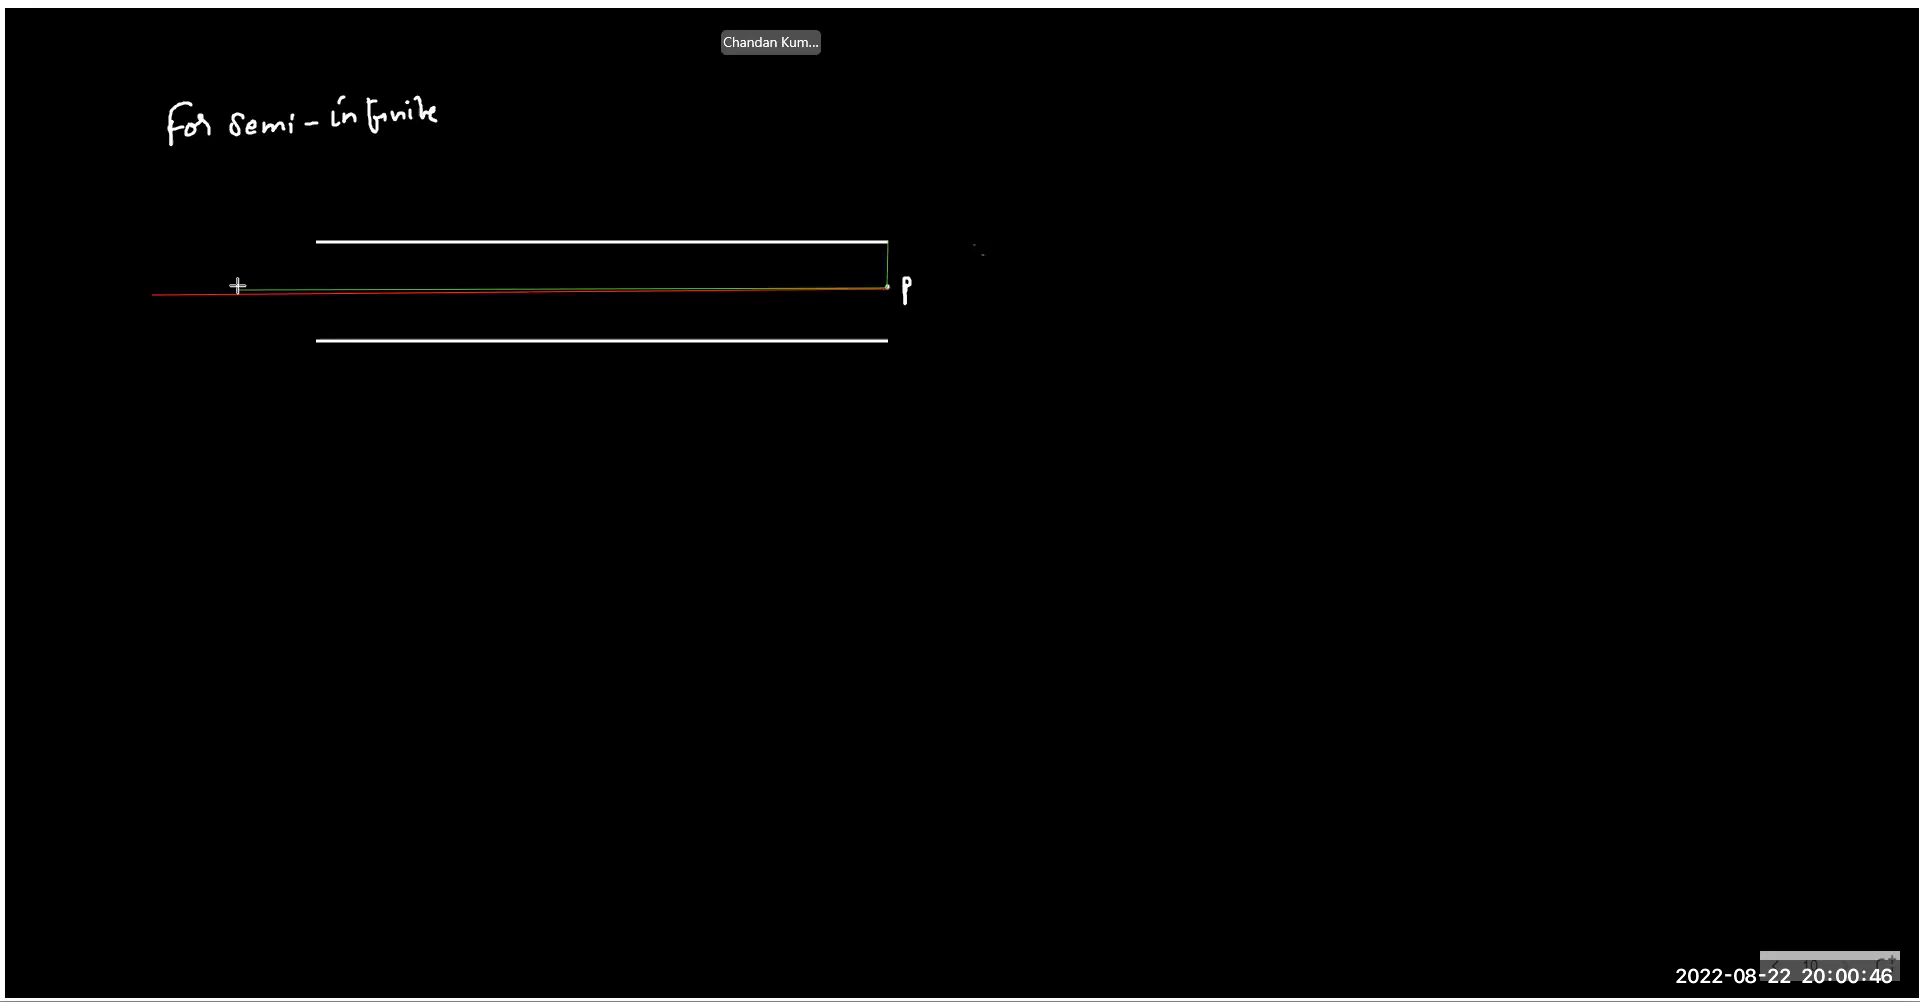 Chandan Kum...
For semi-infinite
P
2022-08-22 20:00:46